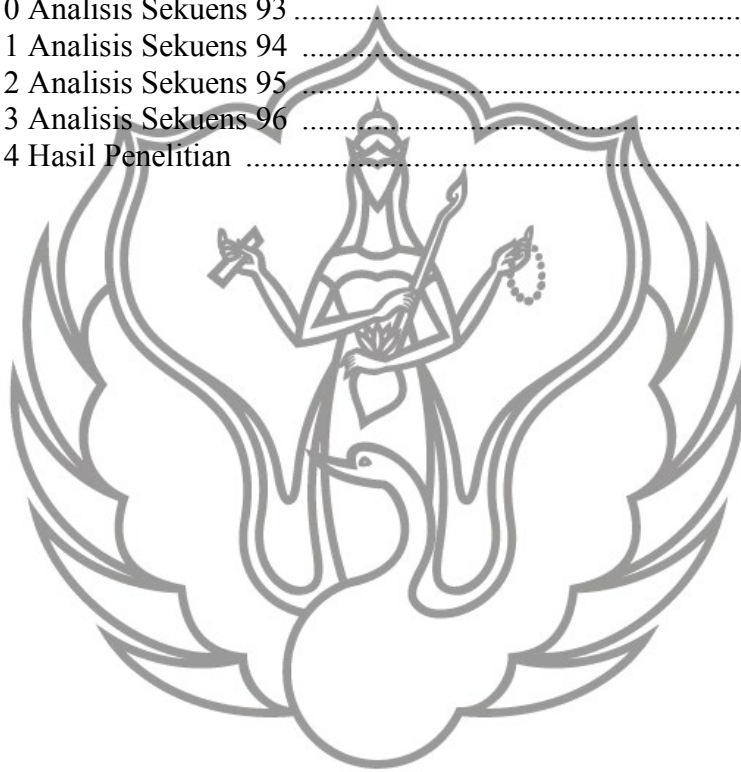 0 Analisis Sekuens 93 ......................................................
1 Analisis Sekuens 94 ......................................................
2 Analisis Sekuens 95 ......................................................
3 Analisis Sekuens 96 ......................................................
4 Hasil Penelitian ..............................................................